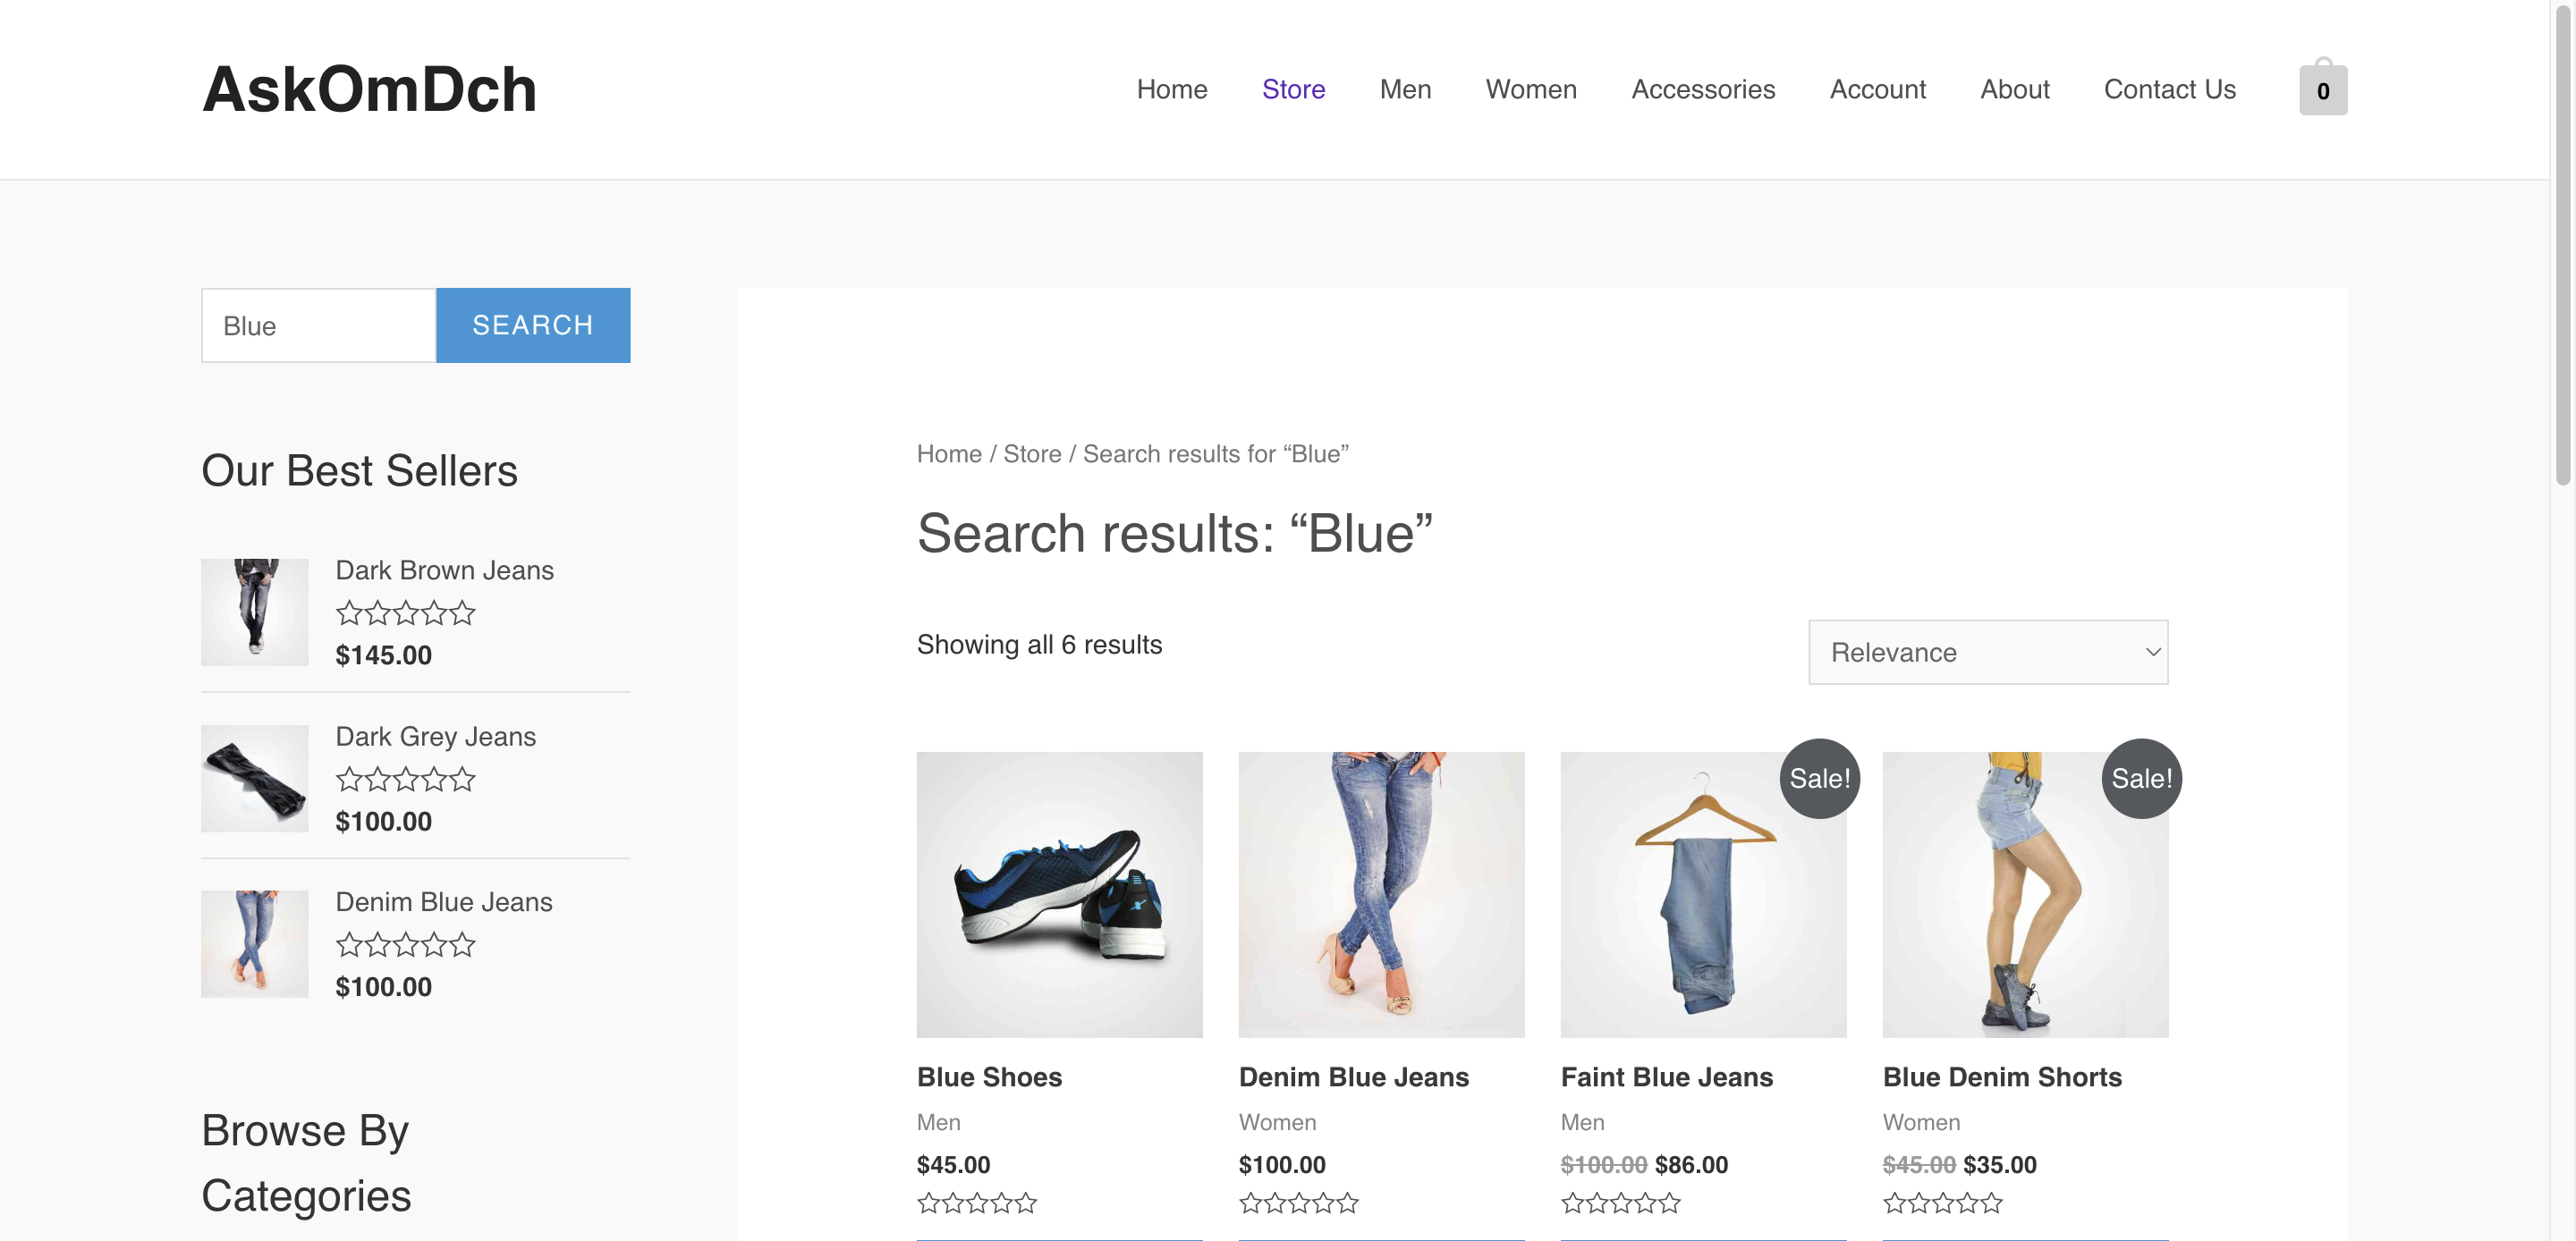 AskOmDch
Home Store Men Women Accessories Account About Contact Us 0
Blue SEARCH
Our Best Sellers
Dark Brown Jeans
$145.00
Dark Grey Jeans
$100.00
Denim Blue Jeans
$100.00
Browse By
Categories
Home / Store / Search results for “Blue”
Search results: “Blue”
Showing all 6 results
Relevance
Sale!
Sale!
Blue Shoes
Men
$45.00
Denim Blue Jeans
Women
$100.00
Faint Blue Jeans
Men
$100.00 $86.00
Blue Denim Shorts
Women
$45.00 $35.00